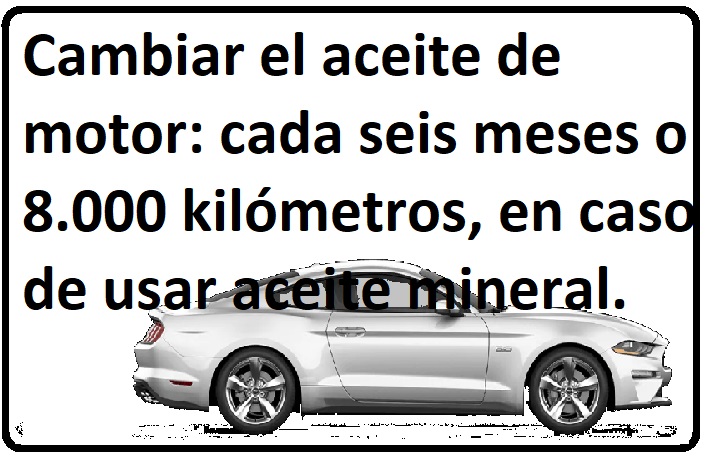 Cambiar el aceite de
motor: cada seis meses o
8.000 kilómetros, en caso
de usar aceite mineral.